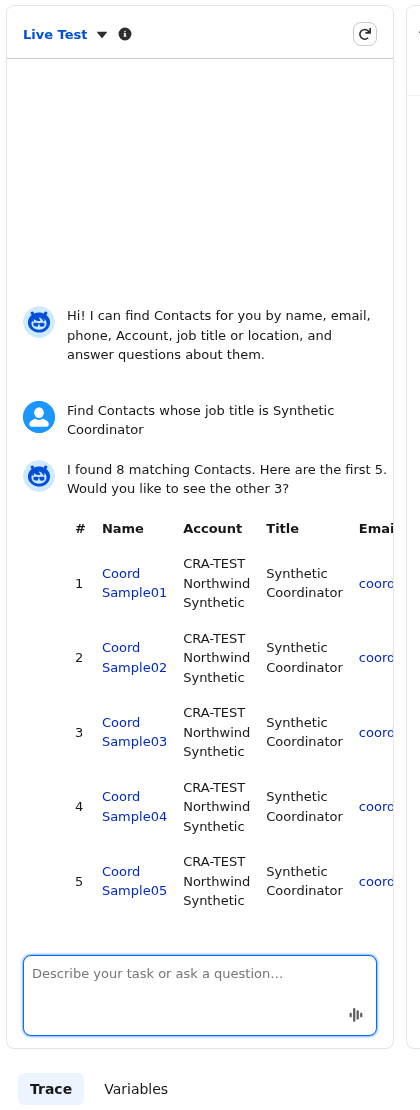 Live Test
Hi! I can find Contacts for you by name, email,
phone, Account, job title or location, and
answer questions about them.
Find Contacts whose job title is Synthetic
Coordinator
I found 8 matching Contacts. Here are the first 5.
Would you like to see the other 3?
# Name Account Title
1 Coord Sample01 CRA-TEST Northwind Synthetic Synthetic Coordinator coord
2 Coord Sample02 CRA-TEST Northwind Synthetic Synthetic Coordinator coord
3 Coord Sample03 CRA-TEST Northwind Synthetic Synthetic Coordinator coord
4 Coord Sample04 CRA-TEST Northwind Synthetic Synthetic Coordinator coord
5 Coord Sample05 CRA-TEST Northwind Synthetic Synthetic Coordinator coord
Describe your task or ask a question...
Trace Variables